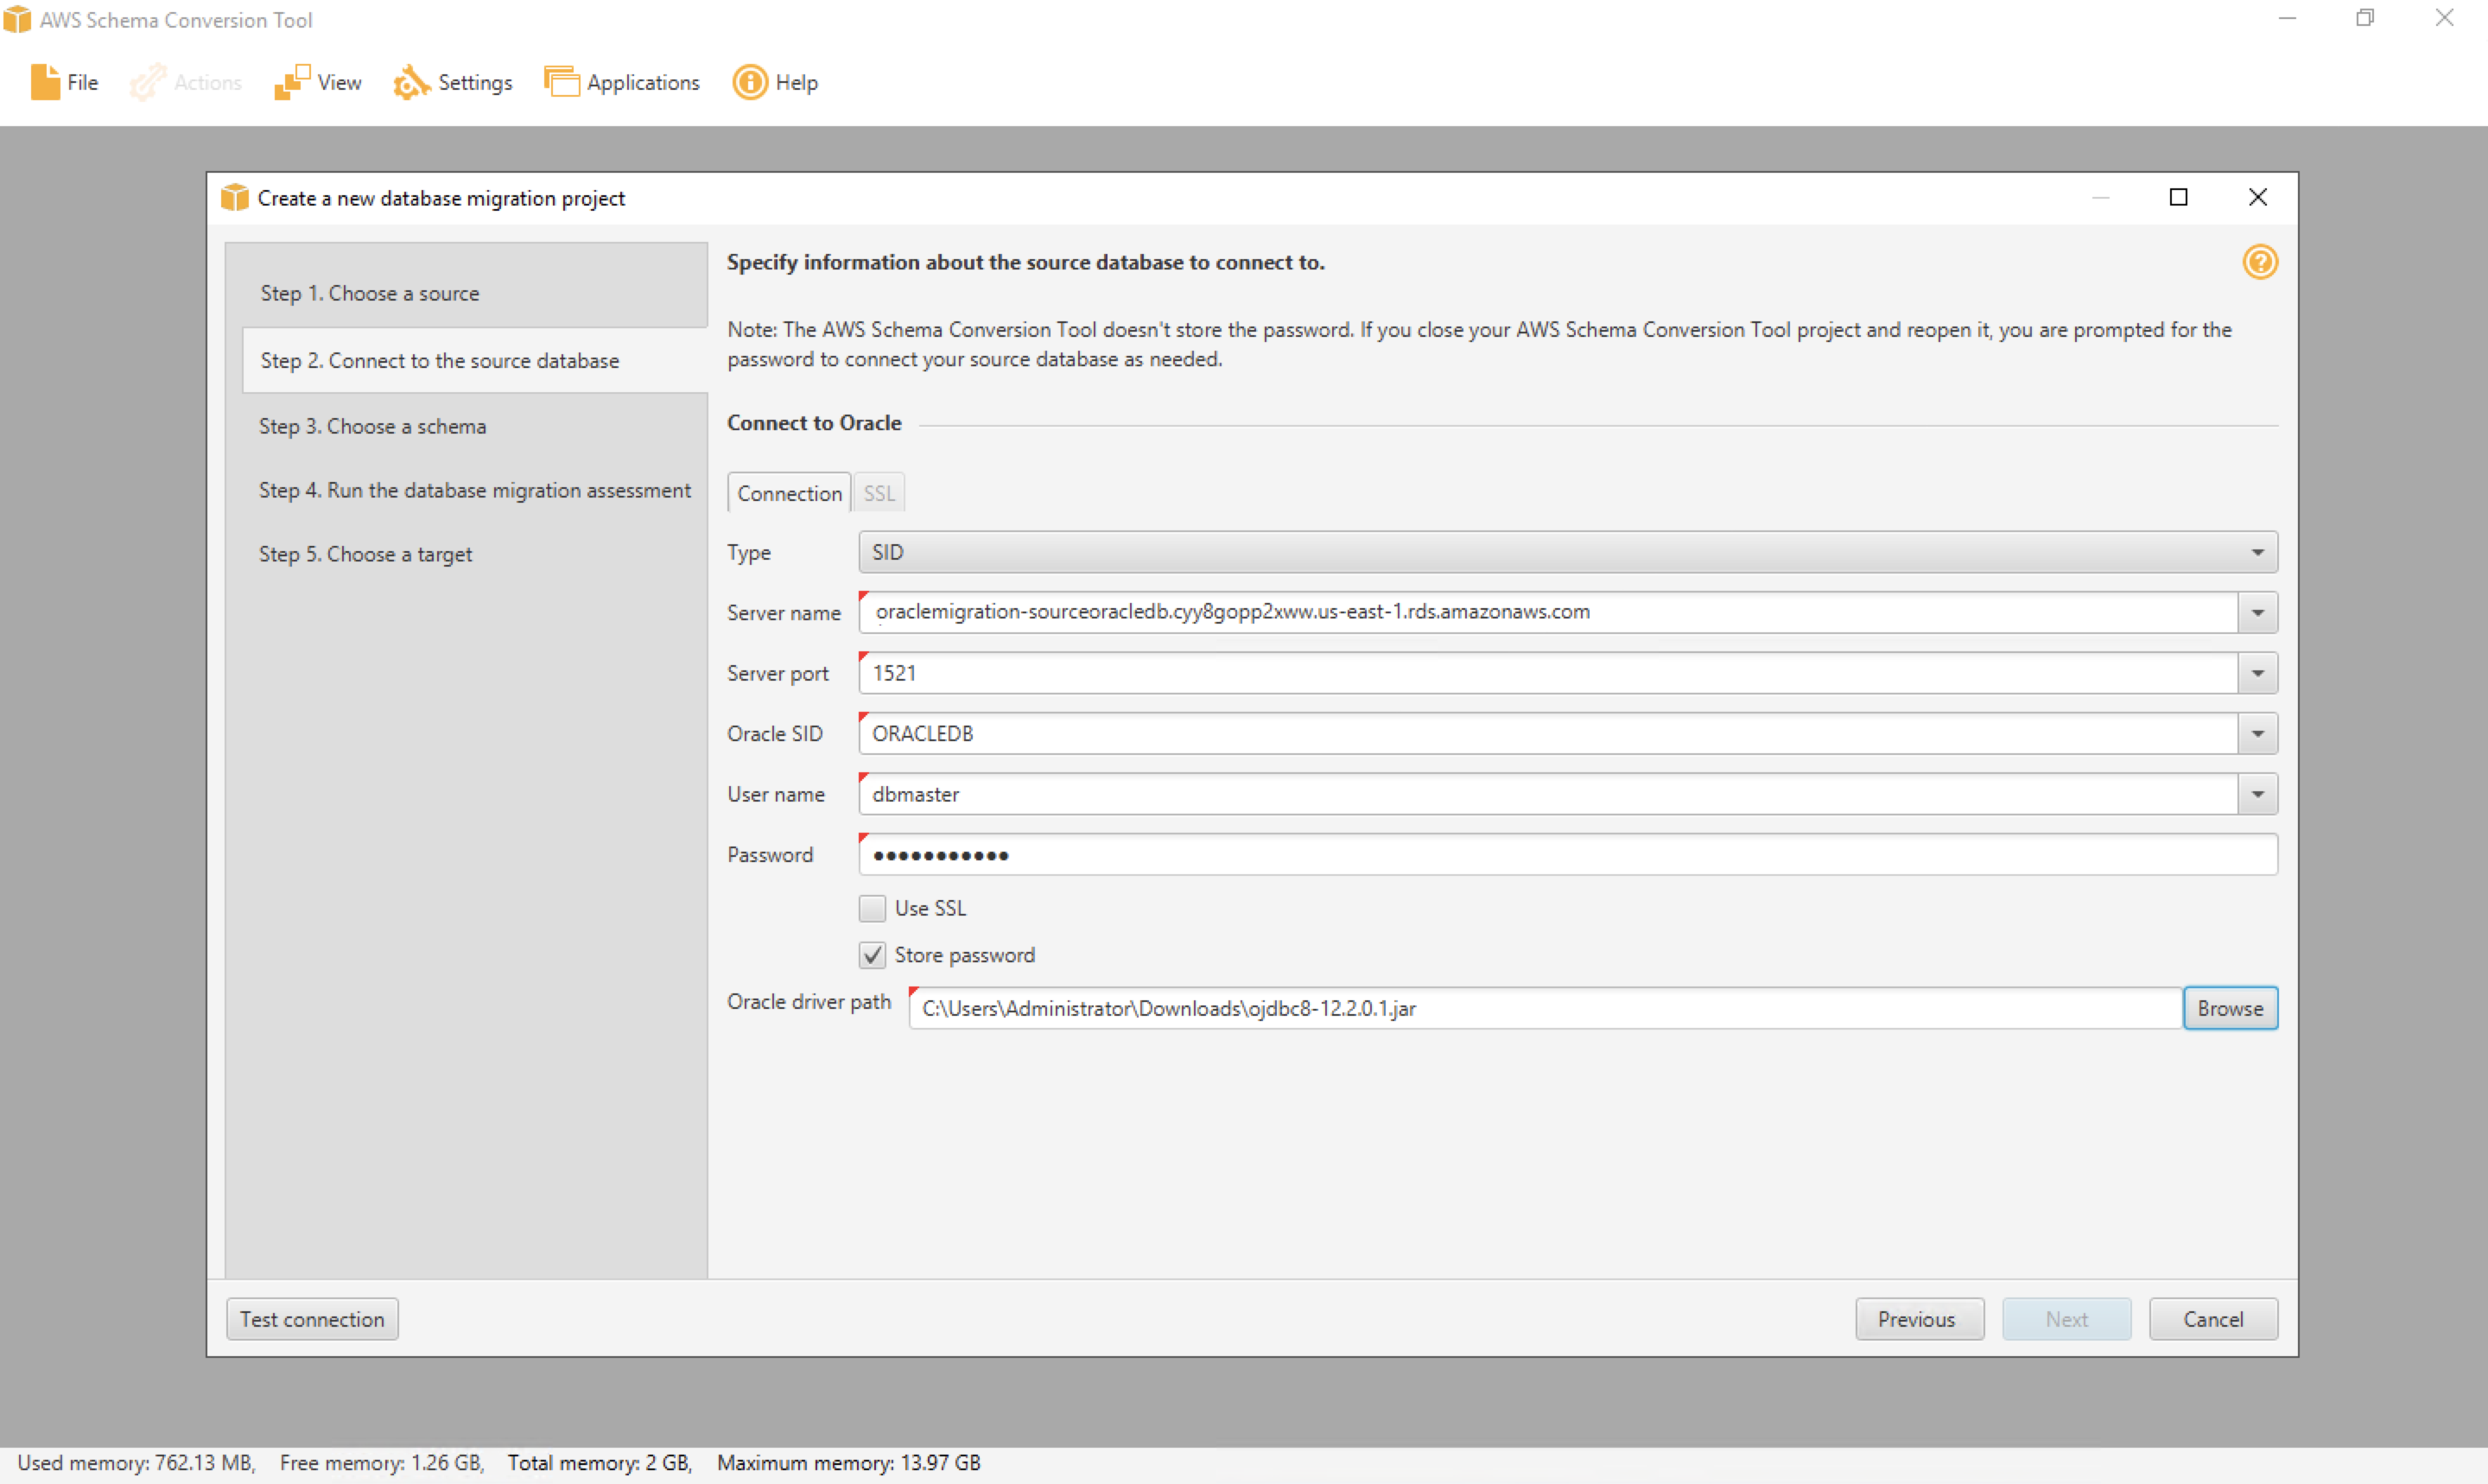 AWS Schema Conversion Tool
File Actions View Settings Applications Help
Create a new database migration project
Step 1. Choose a source
Step 2. Connect to the source database
Step 3. Choose a schema
Step 4. Run the database migration assessment
Step 5. Choose a target
Specify information about the source database to connect to.
Note: The AWS Schema Conversion Tool doesn't store the password. If you close your AWS Schema Conversion Tool project and reopen it, you are prompted for the
password to connect your source database as needed.
Connect to Oracle
Connection SSL
Type SID
Server name oraclemigration-sourceoracledb.cyy8gopp2xww.us-east-1.rds.amazonaws.com
Server port 1521
Oracle SID ORACLEDB
User name dbmaster
Password ●●●●●●●●●●●
Use SSL
Store password
Oracle driver path C:\Users\Administrator\Downloads\ojdbc8-12.2.0.1.jar Browse
Test connection Previous Next Cancel
Used memory: 762.13 MB, Free memory: 1.26 GB, Total memory: 2 GB, Maximum memory: 13.97 GB